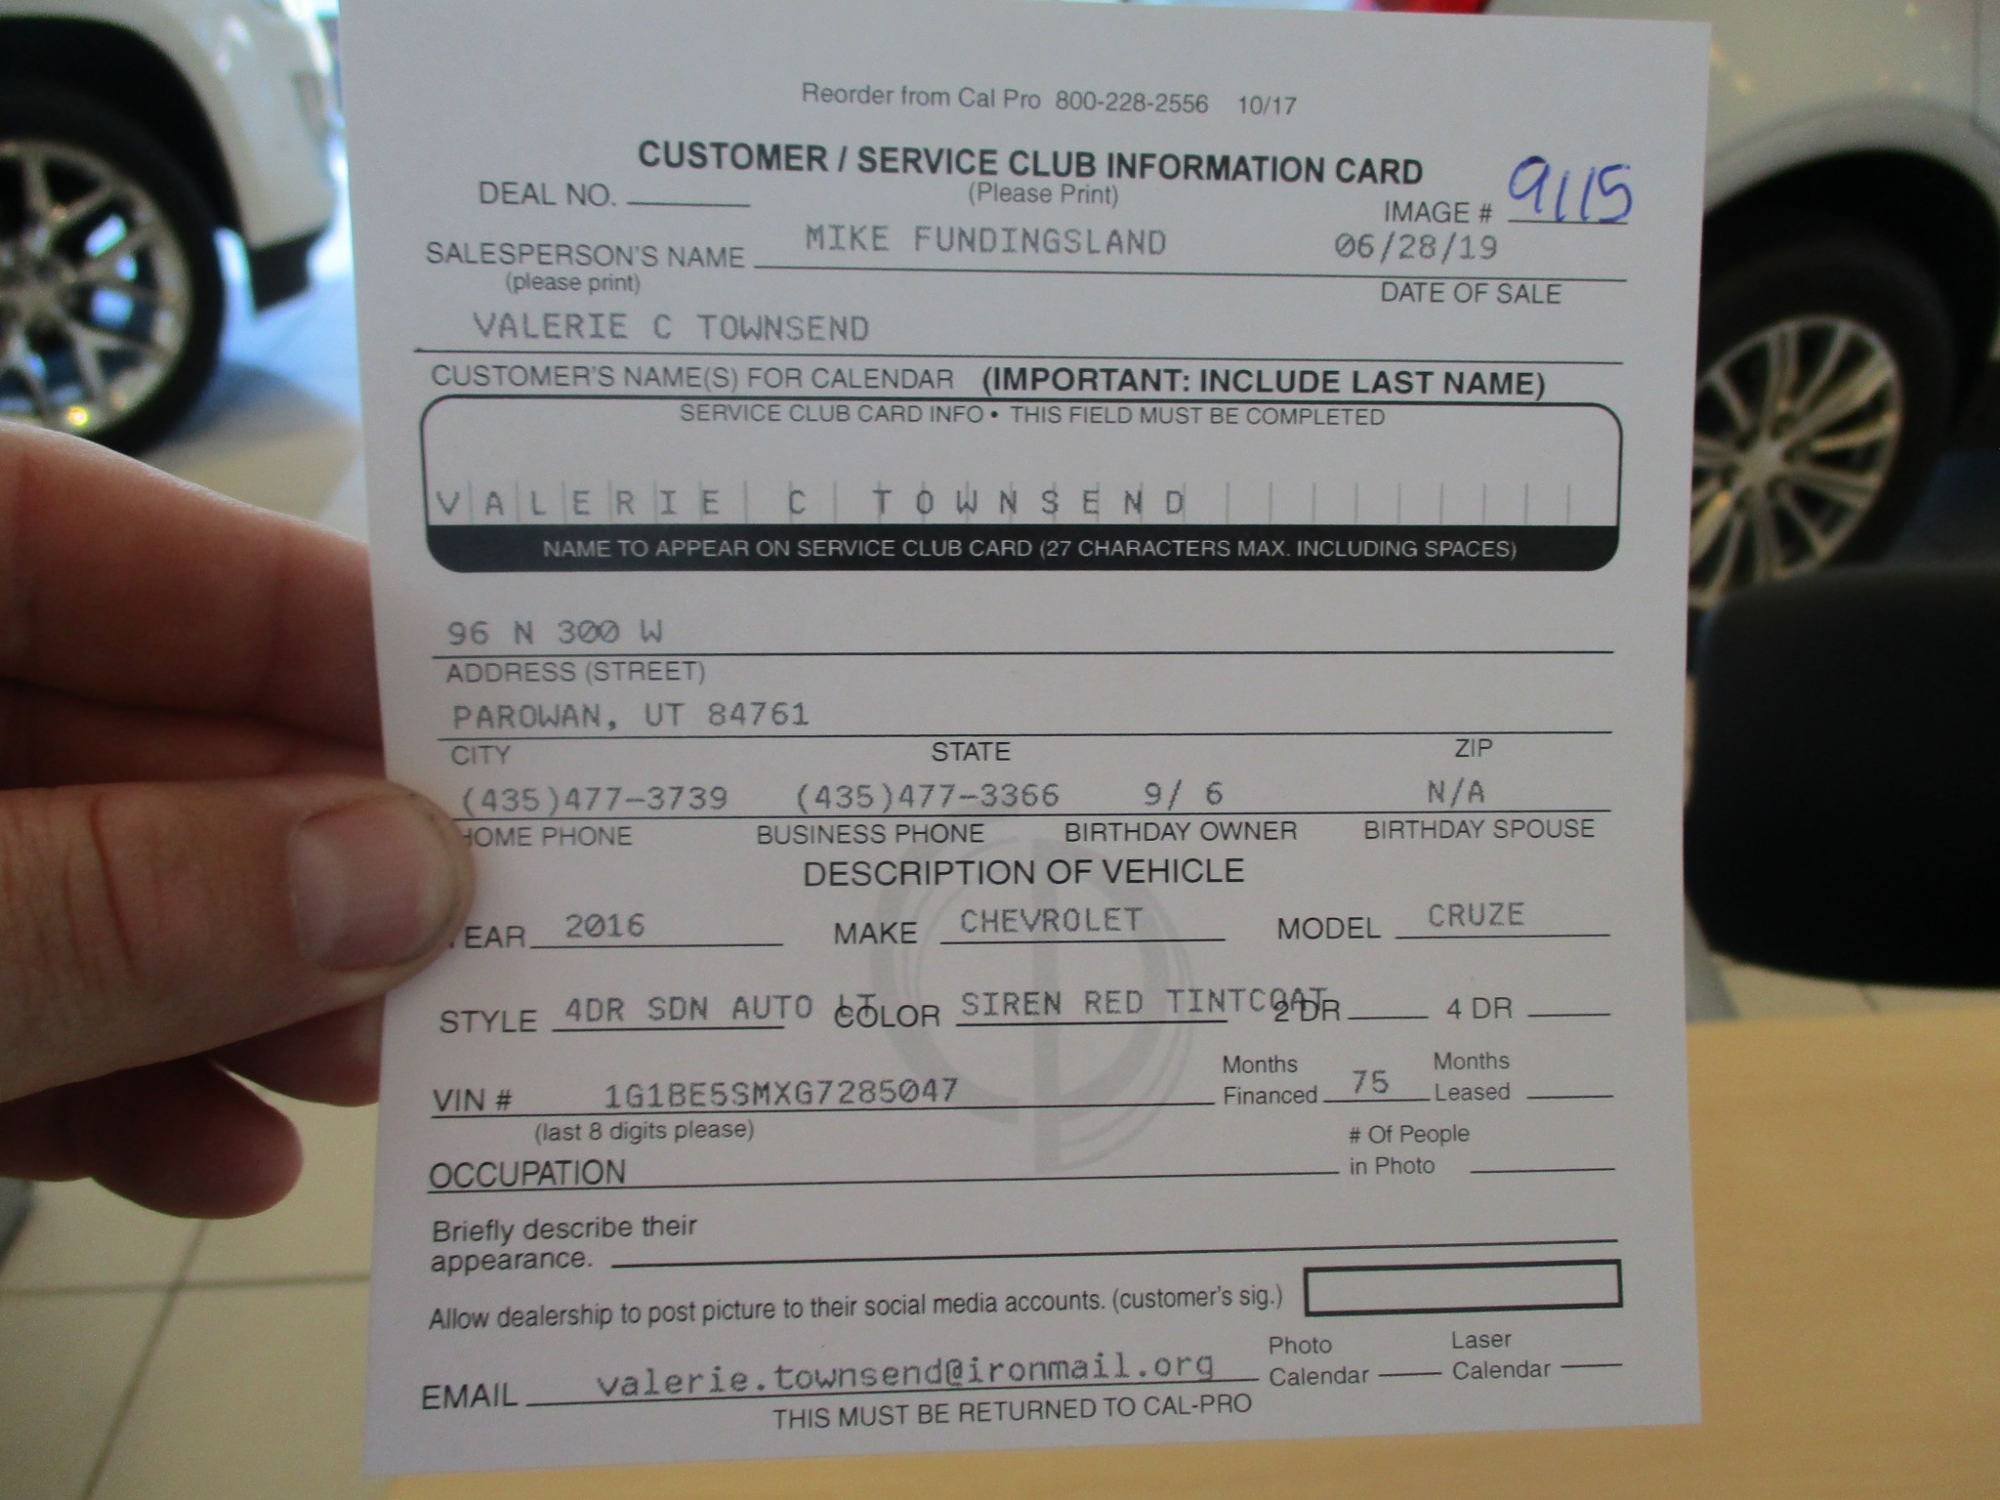 Reorder from Cal Pro 800-228-2556 10/17
CUSTOMER / SERVICE CLUB INFORMATION CARD
DEAL NO. (Please Print) IMAGE # 9115
SALESPERSON'S NAME MIKE FUNDINGSLAND 06/28/19
(please print) DATE OF SALE
VALERIE C TOWNSEND
CUSTOMER'S NAME(S) FOR CALENDAR (IMPORTANT: INCLUDE LAST NAME)
SERVICE CLUB CARD INFO • THIS FIELD MUST BE COMPLETED
VALERIE C TOWNSEND
NAME TO APPEAR ON SERVICE CLUB CARD (27 CHARACTERS MAX. INCLUDING SPACES)
96 N 300 W
ADDRESS (STREET)
PAROWAN, UT 84761
CITY STATE ZIP
(435)477-3739 (435)477-3366 9/ 6 N/A
HOME PHONE BUSINESS PHONE BIRTHDAY OWNER BIRTHDAY SPOUSE
DESCRIPTION OF VEHICLE
YEAR 2016 MAKE CHEVROLET MODEL CRUZE
STYLE 4DR SDN AUTO LT COLOR SIREN RED TINTCOAT 2 DR 4 DR
VIN # 1G1BE5SMXG7285047 Months Financed 75 Months Leased
(last 8 digits please)
OCCUPATION # Of People in Photo
Briefly describe their
appearance.
Allow dealership to post picture to their social media accounts. (customer's sig.)
EMAIL valerie.townsend@ironmail.org Photo Calendar Laser Calendar
THIS MUST BE RETURNED TO CAL-PRO